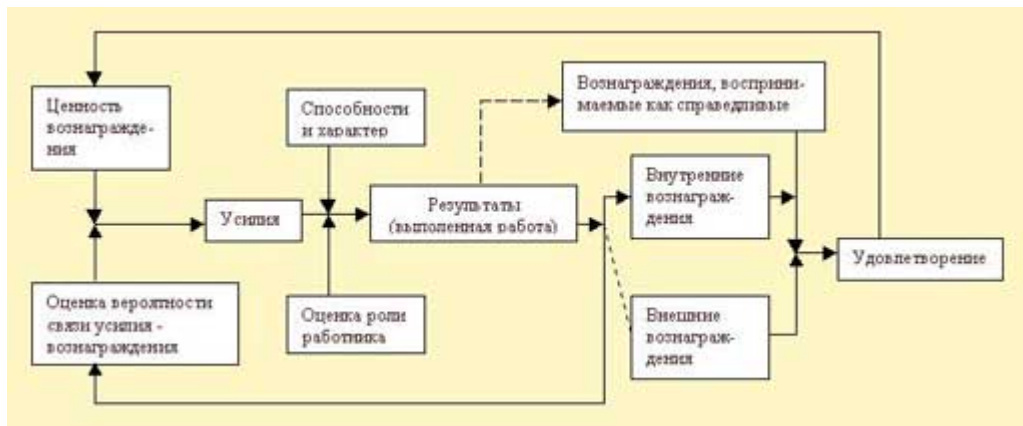 Ценность
вознагражде-
ния
Оценка вероятности
связи усилия -
вознаграждения
Усилия
Способности
и характер
Оценка роли
работника
Результаты
(выполенная работа)
Вознаграждения, восприни-
маемые как справедливые
Внутренние
вознаграж-
дения
Внешние
вознаграж-
дения
Удовлетворение